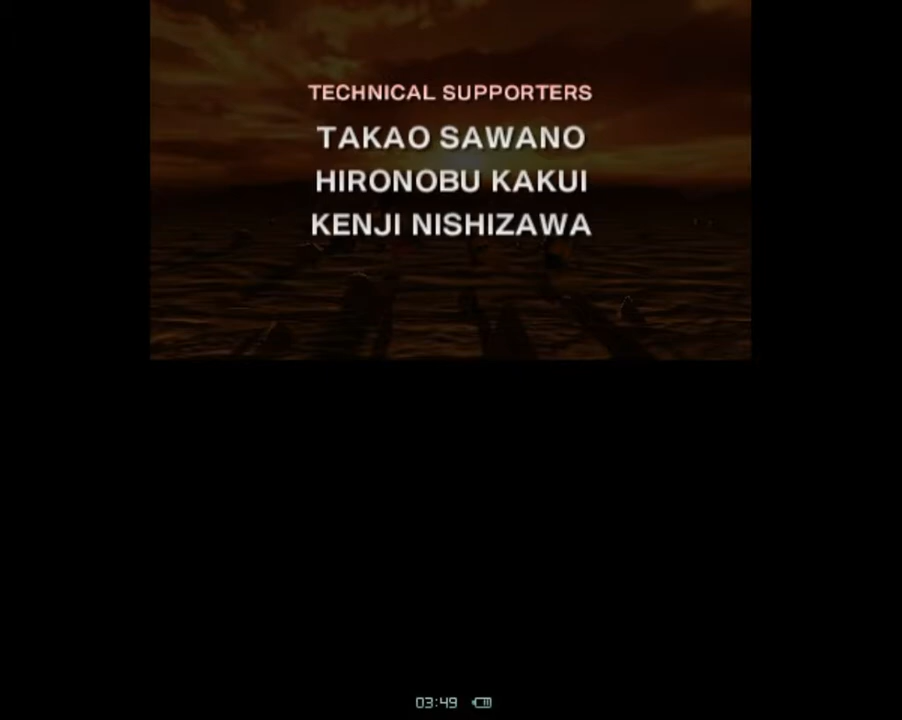 TECHNICAL SUPPORTERS
TAKAO SAWANO
HIRONOBU KAKUI
KENJI NISHIZAWA
03:49